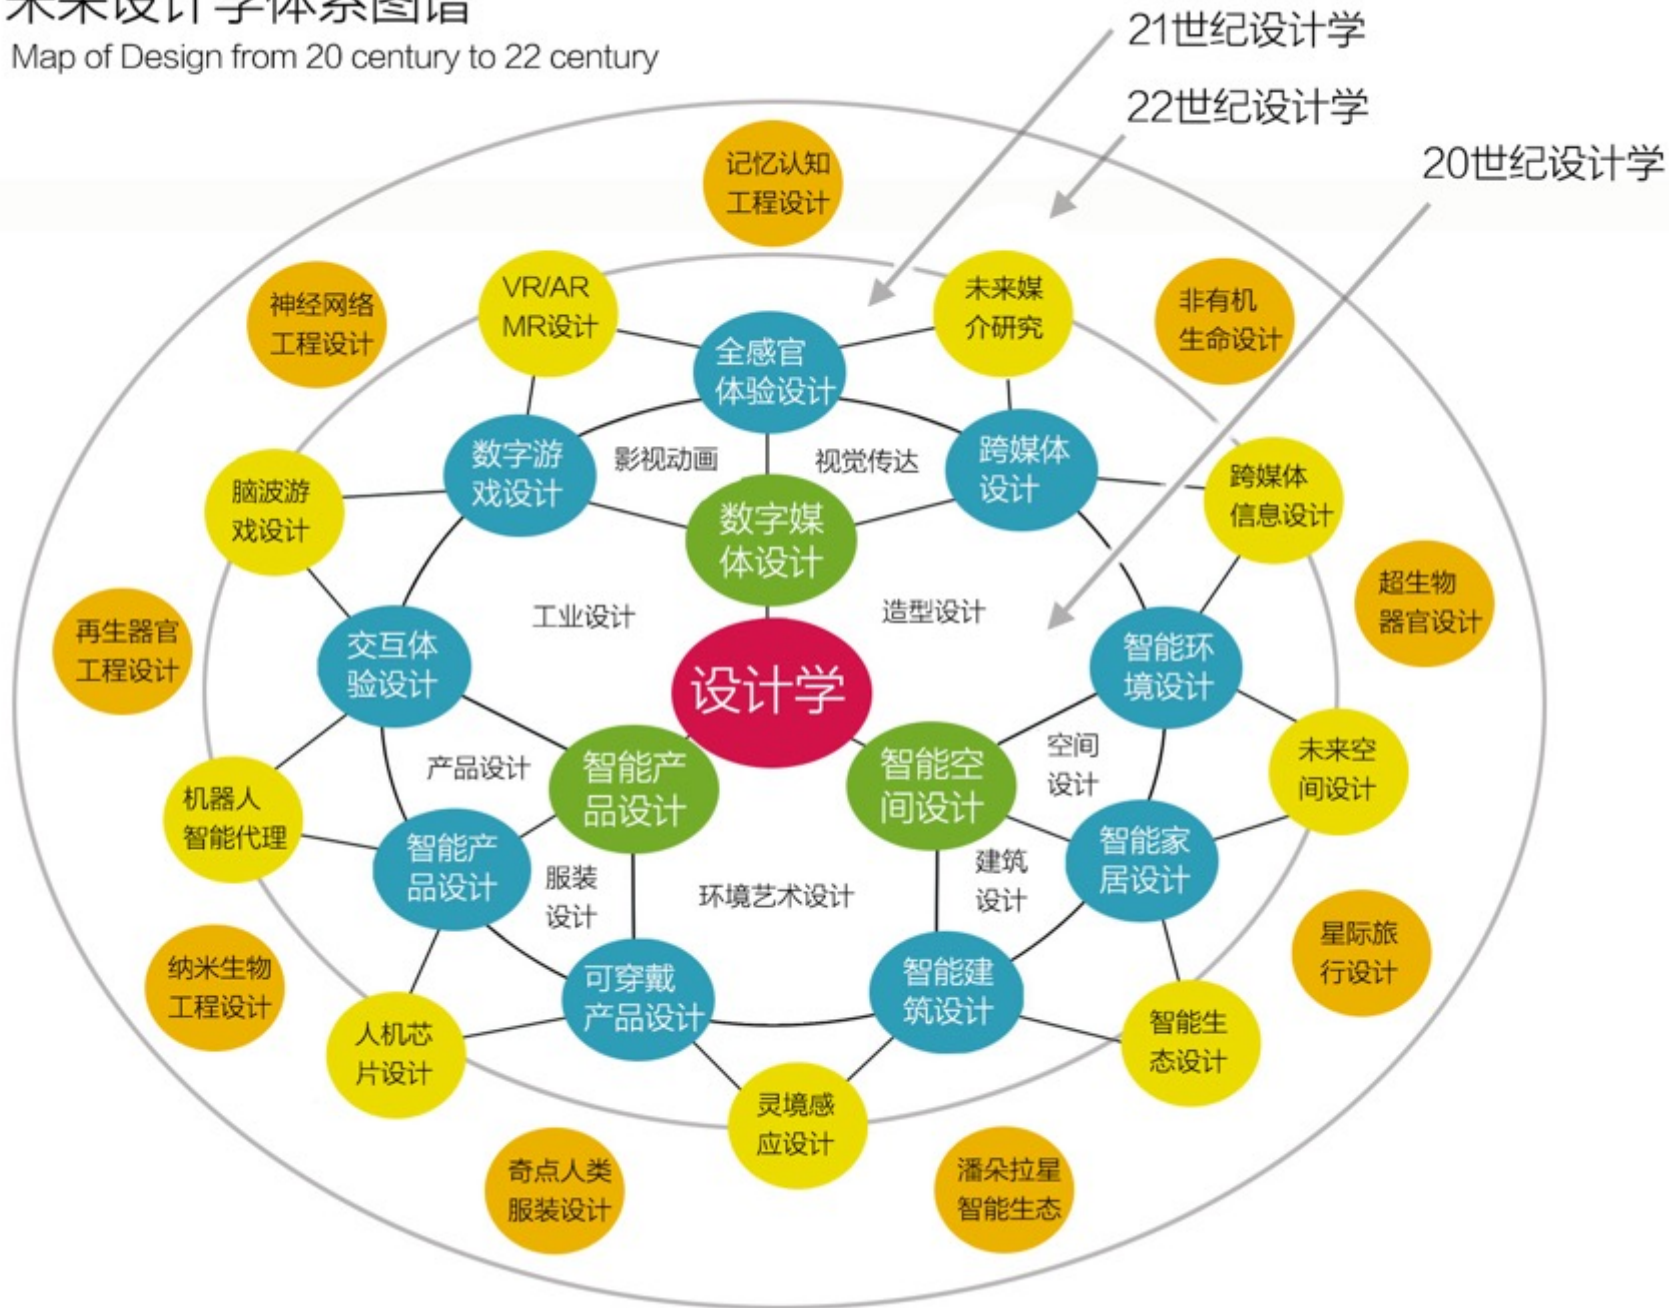 未来设计学体系图谱
Map of Design from 20 century to 22 century
21世纪设计学
22世纪设计学
20世纪设计学
记忆认知
工程设计
神经网络
工程设计
VR/AR
MR设计
未来媒
介研究
非有机
生命设计
全感官
体验设计
数字游
戏设计
影视动画
视觉传达
跨媒体
设计
脑波游
戏设计
数字媒
体设计
跨媒体
信息设计
再生器官
工程设计
交互体
验设计
工业设计
造型设计
智能环
境设计
超生物
器官设计
设计学
机器人
智能代理
产品设计
智能产
品设计
智能空
间设计
空间
设计
未来空
间设计
智能产
品设计
服装
设计
环境艺术设计
建筑
设计
智能家
居设计
纳米生物
工程设计
可穿戴
产品设计
智能建
筑设计
星际旅
行设计
人机芯
片设计
灵境感
应设计
智能生
态设计
奇点人类
服装设计
潘朵拉星
智能生态